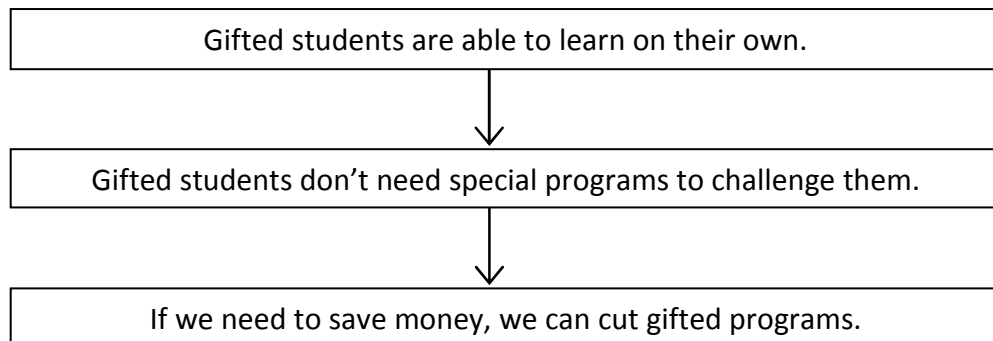 Gifted students are able to learn on their own.
Gifted students don’t need special programs to challenge them.
If we need to save money, we can cut gifted programs.